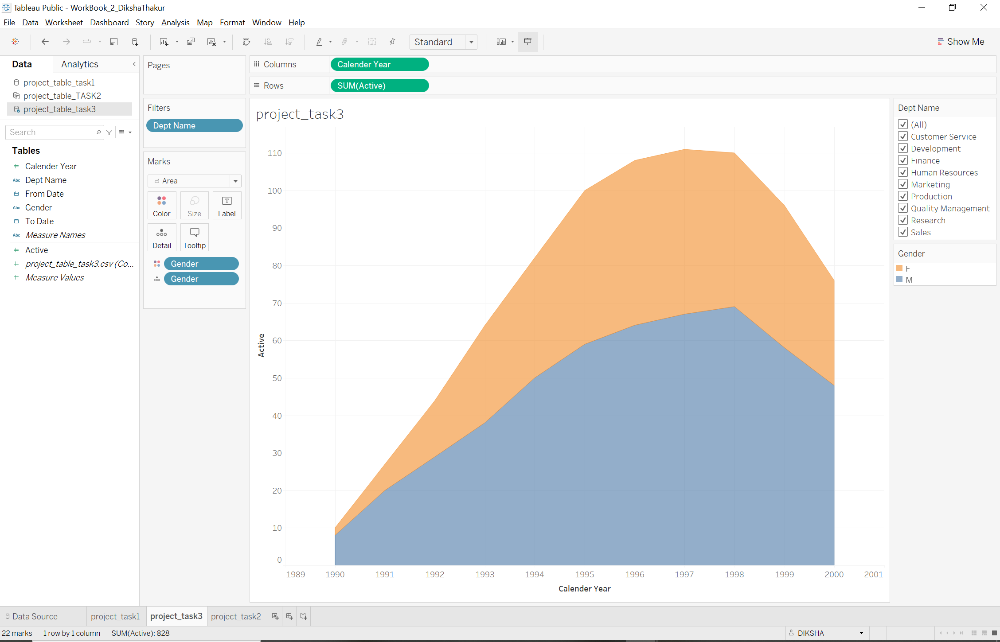 Tableau Public - WorkBook_2_DikshaThakur
File Data Worksheet Dashboard Story Analysis Map Format Window Help
Standard
Show Me
Data Analytics
project_table_task1
project_table_TASK2
project_table_task3
Search
Tables
Calender Year
Abc Dept Name
From Date
Abc Gender
To Date
Abc Measure Names
Active
project_table_task3.csv (Co...
Measure Values
Pages
Filters
Dept Name
Marks
Area
Color Size Label
Detail Tooltip
Gender
Gender
Columns Calender Year
Rows SUM(Active)
project_task3
110
100
90
80
70
60
50
40
30
20
10
0
Active
1989 1990 1991 1992 1993 1994 1995 1996 1997 1998 1999 2000 2001
Calender Year
Dept Name
(All)
Customer Service
Development
Finance
Human Resources
Marketing
Production
Quality Management
Research
Sales
Gender
F
M
Data Source project_task1 project_task3 project_task2
22 marks 1 row by 1 column SUM(Active): 828
DIKSHA